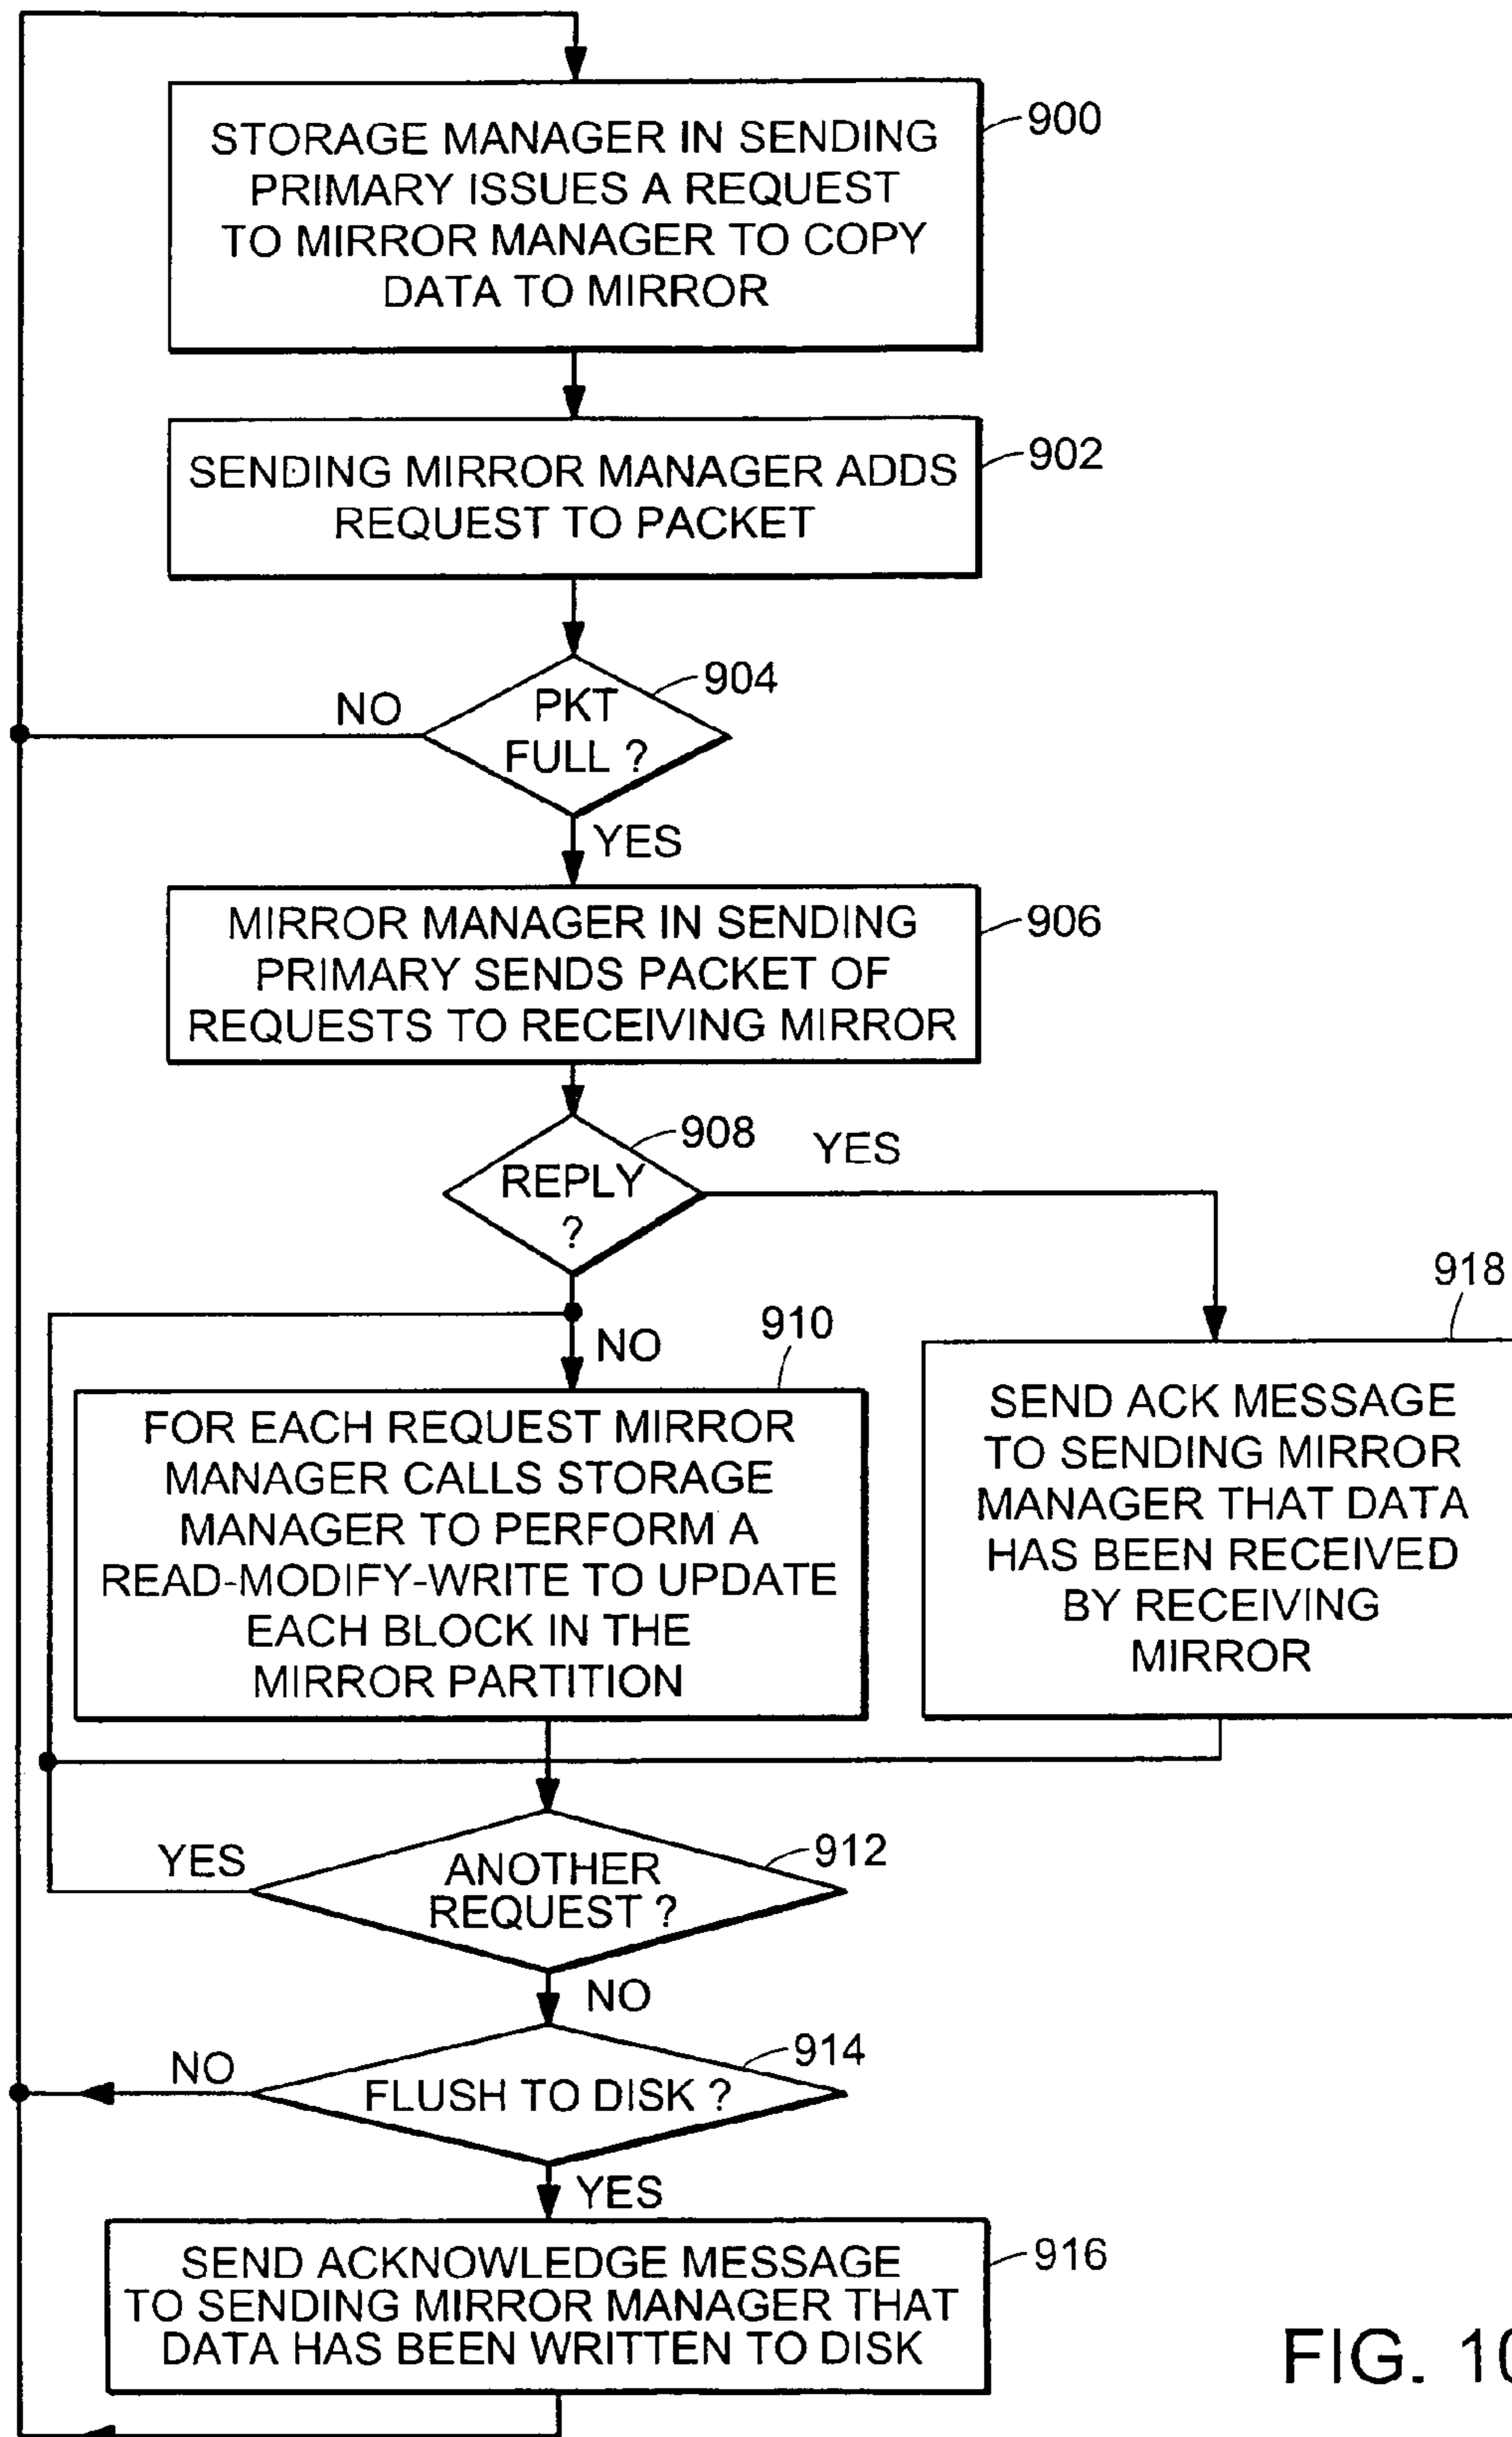 STORAGE MANAGER IN SENDING
PRIMARY ISSUES A REQUEST
TO MIRROR MANAGER TO COPY
DATA TO MIRROR
900
SENDING MIRROR MANAGER ADDS
REQUEST TO PACKET
902
PKT
FULL ?
904
NO
YES
MIRROR MANAGER IN SENDING
PRIMARY SENDS PACKET OF
REQUESTS TO RECEIVING MIRROR
906
REPLY
?
908
YES
NO
910
FOR EACH REQUEST MIRROR
MANAGER CALLS STORAGE
MANAGER TO PERFORM A
READ-MODIFY-WRITE TO UPDATE
EACH BLOCK IN THE
MIRROR PARTITION
918
SEND ACK MESSAGE
TO SENDING MIRROR
MANAGER THAT DATA
HAS BEEN RECEIVED
BY RECEIVING
MIRROR
YES
ANOTHER
REQUEST ?
912
NO
NO
FLUSH TO DISK ?
914
YES
SEND ACKNOWLEDGE MESSAGE
TO SENDING MIRROR MANAGER THAT
DATA HAS BEEN WRITTEN TO DISK
916
FIG. 10